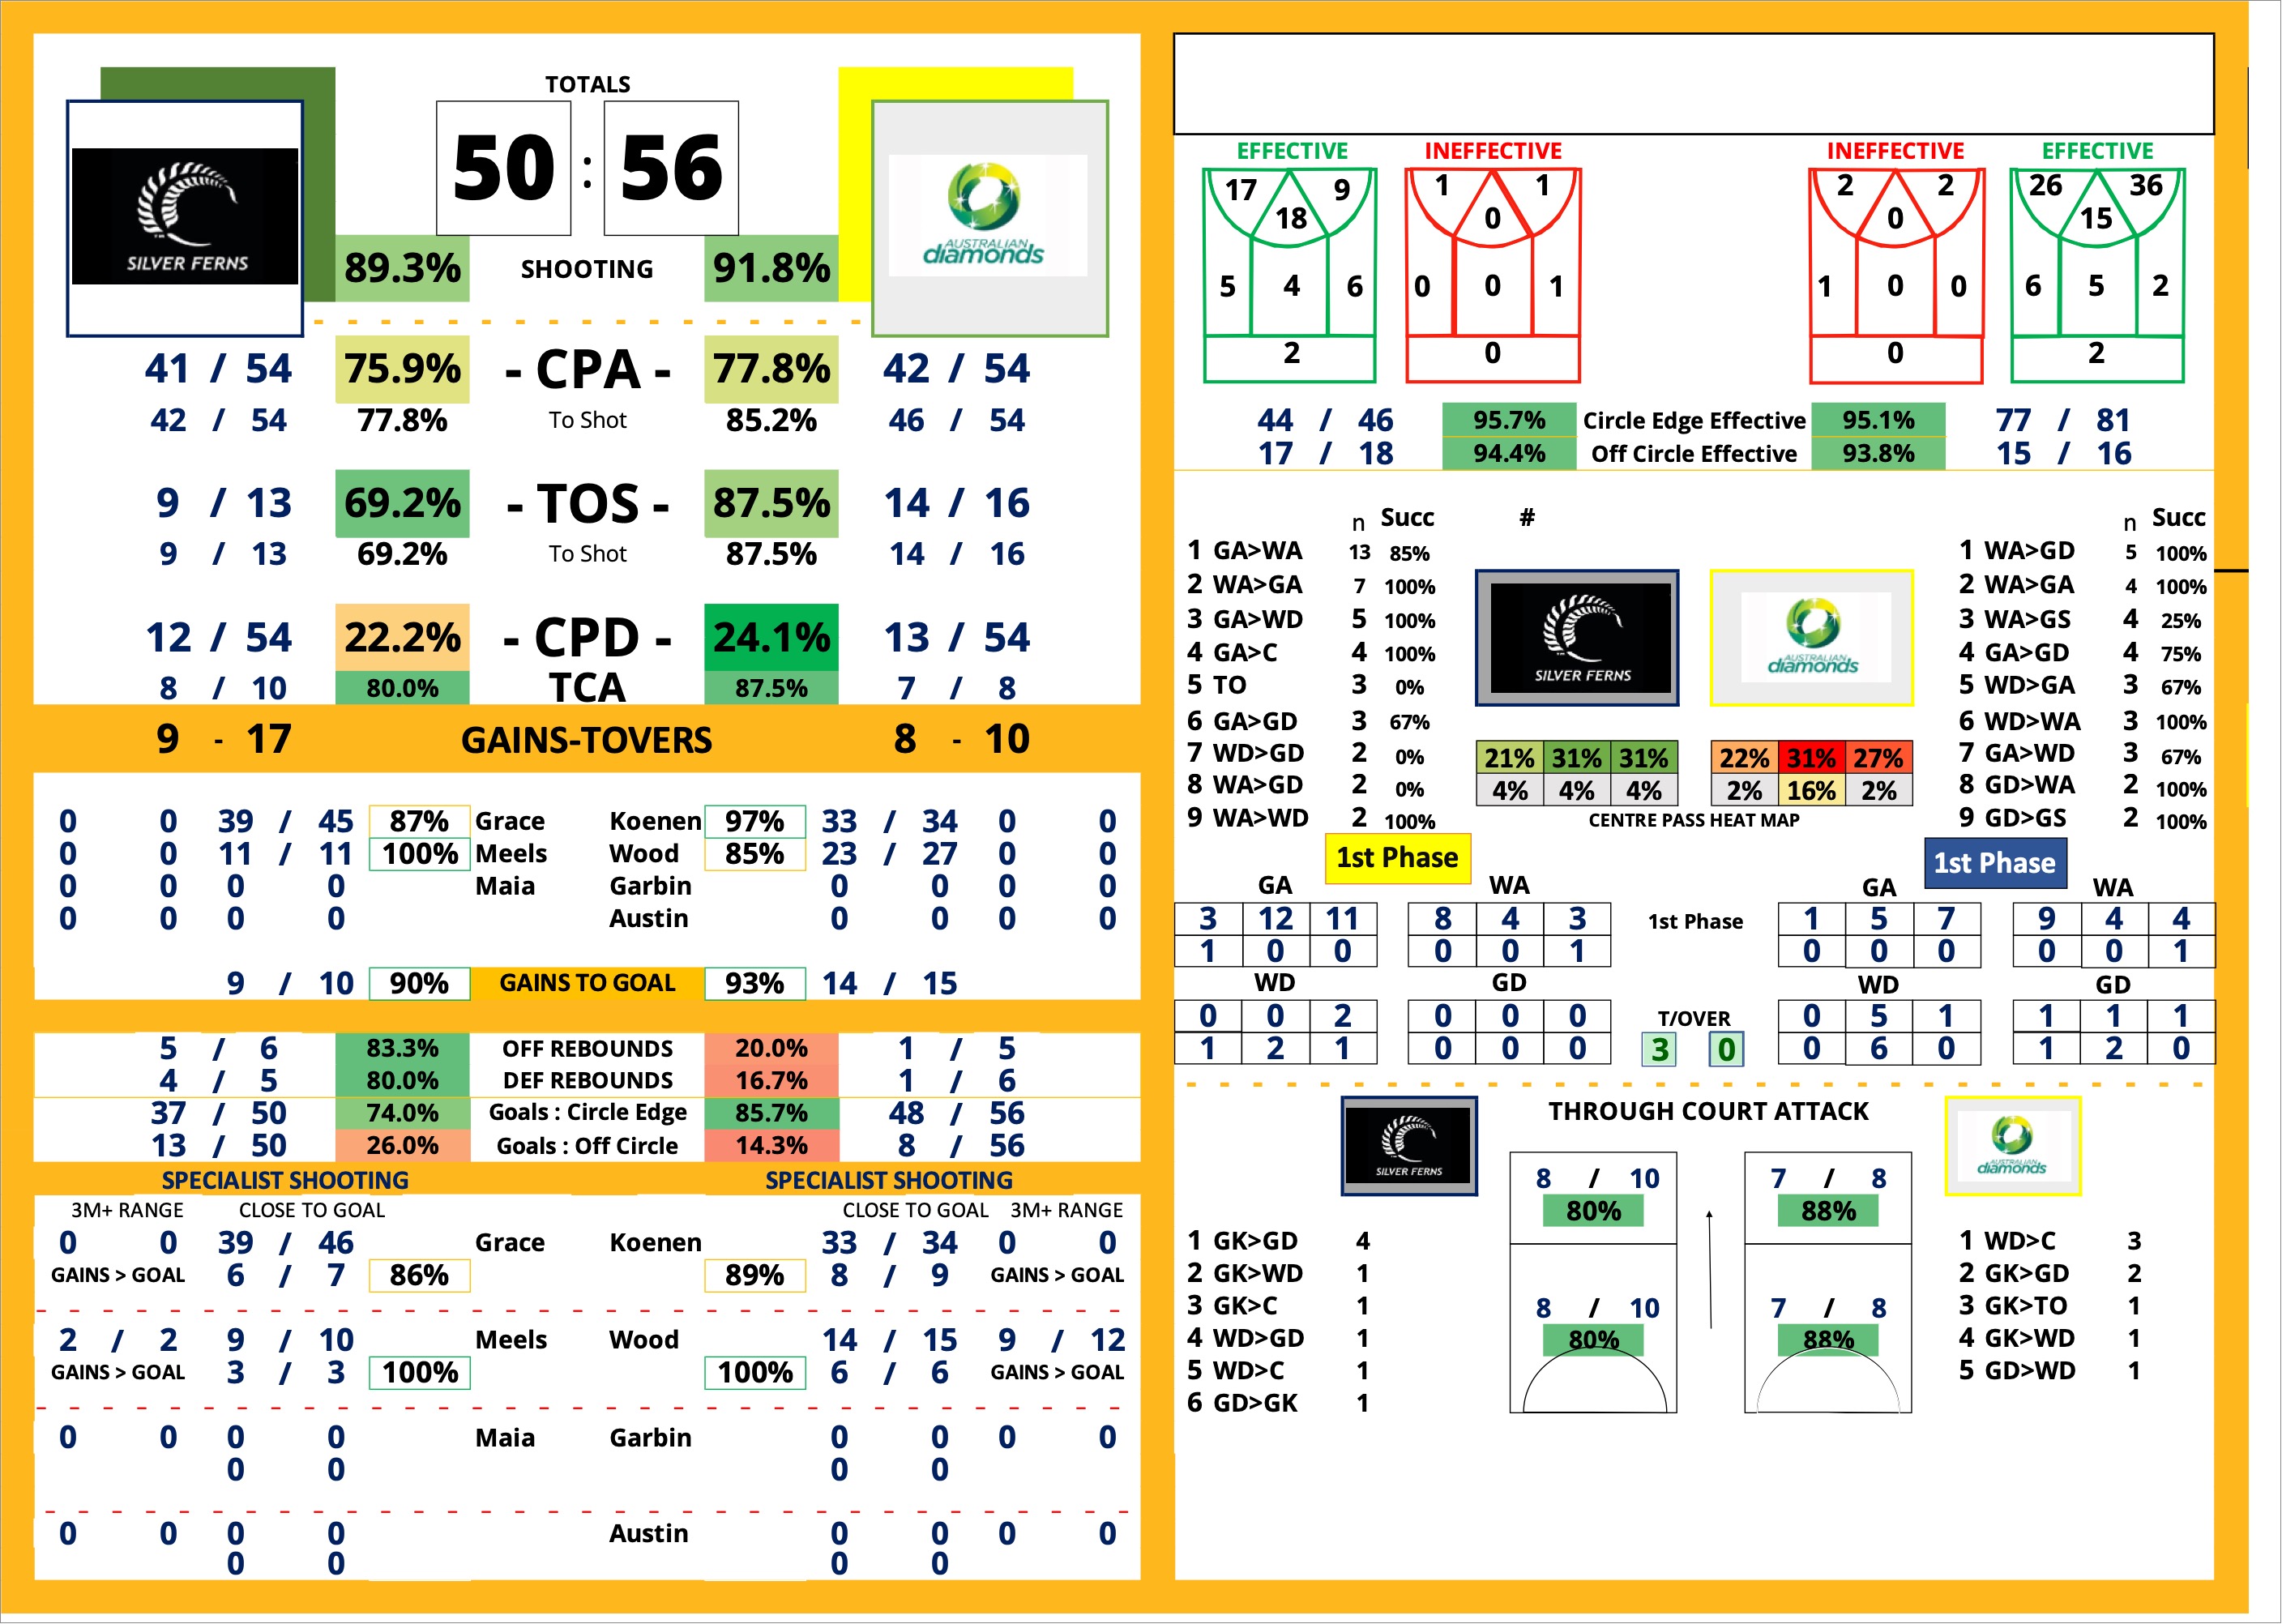 TOTALS
50 : 56
SILVER FERNS
AUSTRALIAN
diamonds
89.3% SHOOTING 91.8%
41 / 54 75.9% - CPA - 77.8% 42 / 54
42 / 54 77.8% To Shot 85.2% 46 / 54
9 / 13 69.2% - TOS - 87.5% 14 / 16
9 / 13 69.2% To Shot 87.5% 14 / 16
12 / 54 22.2% - CPD - 24.1% 13 / 54
8 / 10 80.0% TCA 87.5% 7 / 8
9 - 17 GAINS-TOVERS 8 - 10
0 0 39 / 45 87% Grace Koenen 97% 33 / 34 0 0
0 0 11 / 11 100% Meels Wood 85% 23 / 27 0 0
0 0 0 0 Maia Garbin 0 0 0 0
0 0 0 0 Austin 0 0 0 0
9 / 10 90% GAINS TO GOAL 93% 14 / 15
5 / 6 83.3% OFF REBOUNDS 20.0% 1 / 5
4 / 5 80.0% DEF REBOUNDS 16.7% 1 / 6
37 / 50 74.0% Goals : Circle Edge 85.7% 48 / 56
13 / 50 26.0% Goals : Off Circle 14.3% 8 / 56
SPECIALIST SHOOTING SPECIALIST SHOOTING
3M+ RANGE CLOSE TO GOAL CLOSE TO GOAL 3M+ RANGE
0 0 39 / 46 Grace Koenen 33 / 34 0 0
GAINS > GOAL 6 / 7 86% 89% 8 / 9 GAINS > GOAL
2 / 2 9 / 10 Meels Wood 14 / 15 9 / 12
GAINS > GOAL 3 / 3 100% 100% 6 / 6 GAINS > GOAL
0 0 0 0 Maia Garbin 0 0 0 0
0 0 0 0
0 0 0 0 Austin 0 0 0 0
0 0 0 0
EFFECTIVE INEFFECTIVE INEFFECTIVE EFFECTIVE
17 9 1 1 2 2 26 36
18 0 0 15
5 4 6 0 0 1 1 0 0 6 5 2
2 0 0 2
44 / 46 95.7% Circle Edge Effective 95.1% 77 / 81
17 / 18 94.4% Off Circle Effective 93.8% 15 / 16
n Succ # n Succ
1 GA>WA 13 85% 1 WA>GD 5 100%
2 WA>GA 7 100% 2 WA>GA 4 100%
3 GA>WD 5 100% 3 WA>GS 4 25%
4 GA>C 4 100% 4 GA>GD 4 75%
5 TO 3 0% 5 WD>GA 3 67%
6 GA>GD 3 67% 6 WD>WA 3 100%
7 WD>GD 2 0% 7 GA>WD 3 67%
8 WA>GD 2 0% 8 GD>WA 2 100%
9 WA>WD 2 100% 9 GD>GS 2 100%
SILVER FERNS
AUSTRALIAN
diamonds
21% 31% 31% 22% 31% 27%
4% 4% 4% 2% 16% 2%
CENTRE PASS HEAT MAP
1st Phase 1st Phase
GA WA GA WA
3 12 11 8 4 3 1st Phase 1 5 7 9 4 4
1 0 0 0 0 1 0 0 0 0 0 1
WD GD WD GD
0 0 2 0 0 0 T/OVER 0 5 1 1 1 1
1 2 1 0 0 0 3 0 0 6 0 1 2 0
THROUGH COURT ATTACK
SILVER FERNS
AUSTRALIAN
diamonds
8 / 10 7 / 8
80% 88%
1 GK>GD 4 1 WD>C 3
2 GK>WD 1 2 GK>GD 2
3 GK>C 1 8 / 10 7 / 8 3 GK>TO 1
4 WD>GD 1 80% 88% 4 GK>WD 1
5 WD>C 1 5 GD>WD 1
6 GD>GK 1